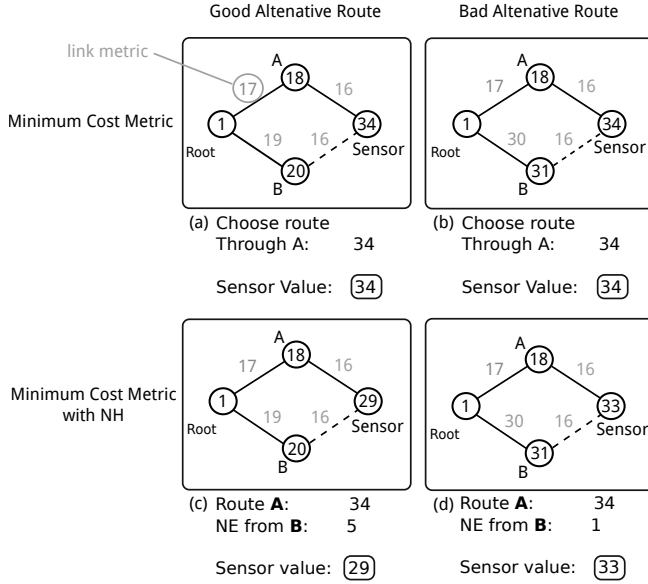 Good Altenative Route
Bad Altenative Route
link metric
Minimum Cost Metric
A
17
18
16
1
34
Root
19
16
Sensor
20
B
A
17
18
16
1
34
Root
30
16
Sensor
31
B
(a) Choose route
Through A: 34
Sensor Value: 34
(b) Choose route
Through A: 34
Sensor Value: 34
Minimum Cost Metric
with NH
A
17
18
16
1
29
Root
19
16
Sensor
20
B
A
17
18
16
1
33
Root
30
16
Sensor
31
B
(c) Route A: 34
NE from B: 5
Sensor value: 29
(d) Route A: 34
NE from B: 1
Sensor value: 33